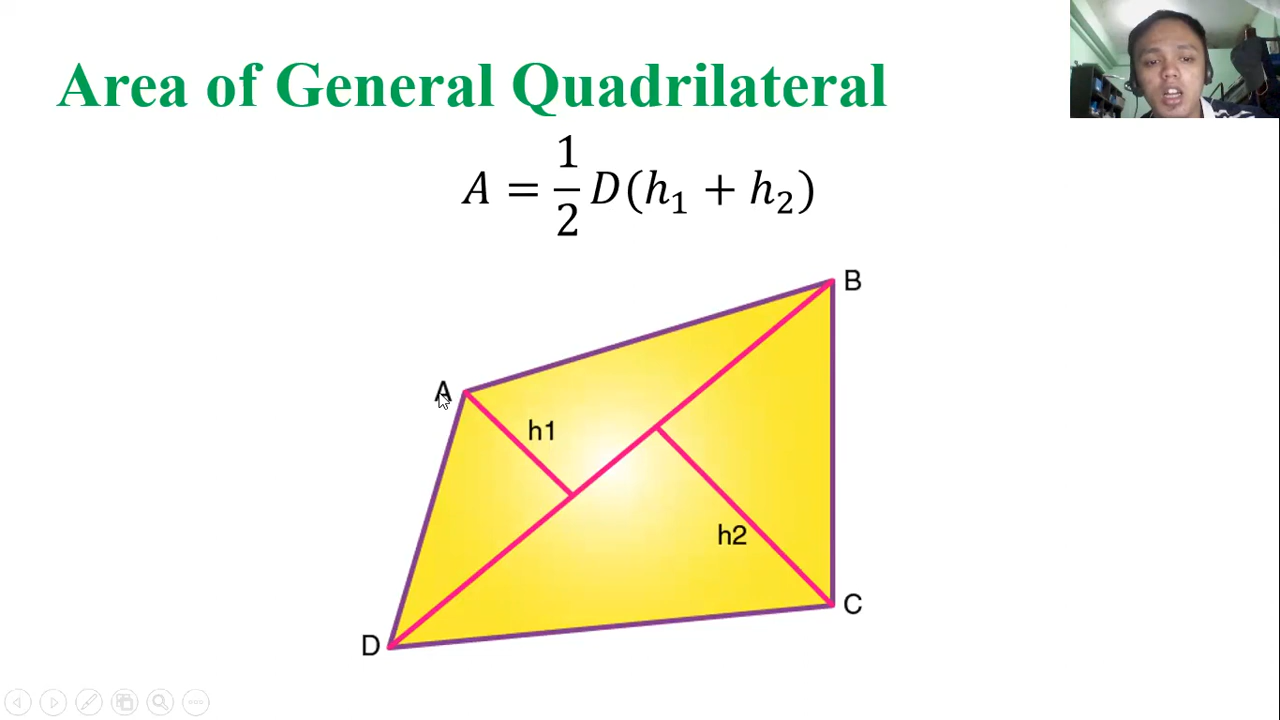 Area of General Quadrilateral
A = 1/2 D(h₁ + h₂)
B
A
h1
h2
C
D